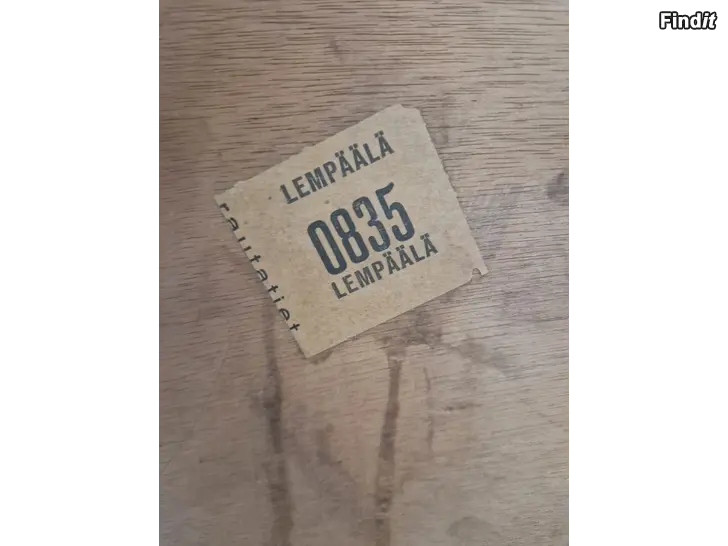 Findit
LEMPÄÄLÄ
0835
LEMPÄÄLÄ
rautatiet